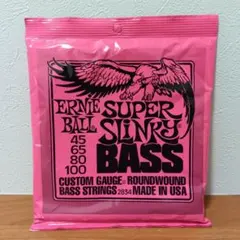 ERNIE BALL
SUPER
SLINKY
BASS
45
65
80
100
CUSTOM GAUGE ROUNDWOUND
BASS STRINGS 2834 MADE IN USA